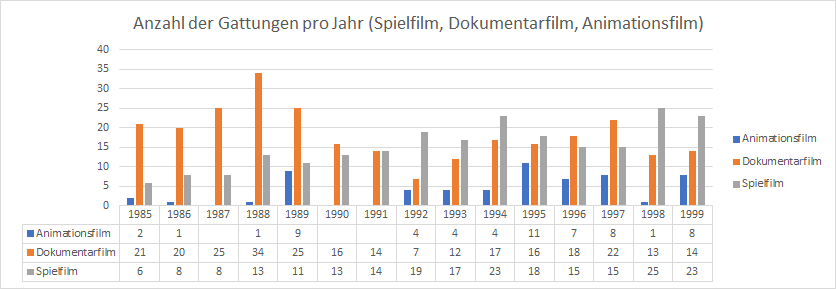 Anzahl der Gattungen pro Jahr (Spielfilm, Dokumentarfilm, Animationsfilm)
40
35
30
25
20
15
10
5
0
1985 1986 1987 1988 1989 1990 1991 1992 1993 1994 1995 1996 1997 1998 1999
Animationsfilm 2 1 1 9 4 4 4 11 7 8 1 8
Dokumentarfilm 21 20 25 34 25 16 14 7 12 17 16 18 22 13 14
Spielfilm 6 8 8 13 11 13 14 19 17 23 18 15 15 25 23
Animationsfilm
Dokumentarfilm
Spielfilm